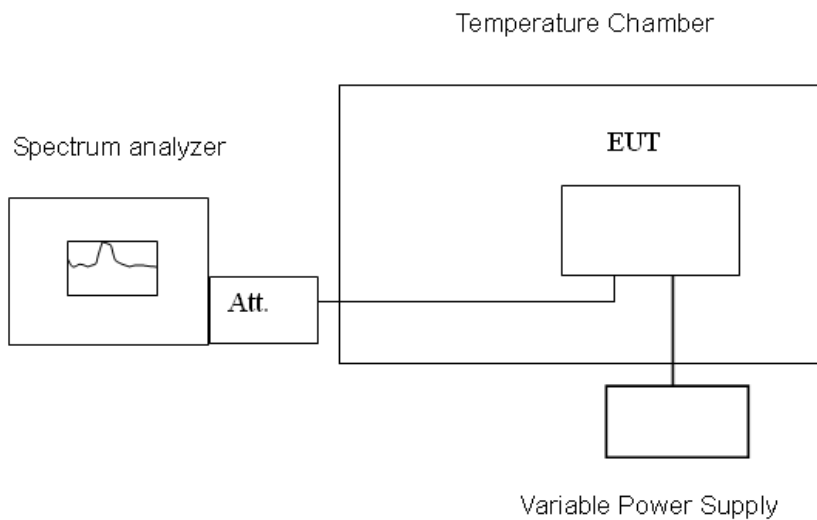 Temperature Chamber
Spectrum analyzer
EUT
Att.
Variable Power Supply